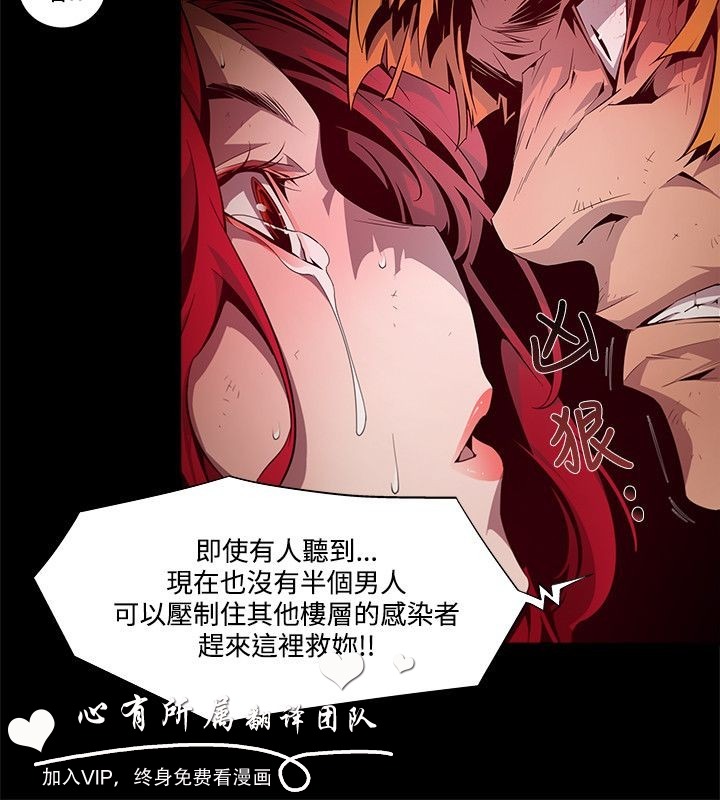 凶狠..
即使有人聽到...
現在也沒有半個男人
可以壓制住其他樓層的感染者
趕來這裡救妳!!
心有所属翻译团队
加入VIP，终身免费看漫画